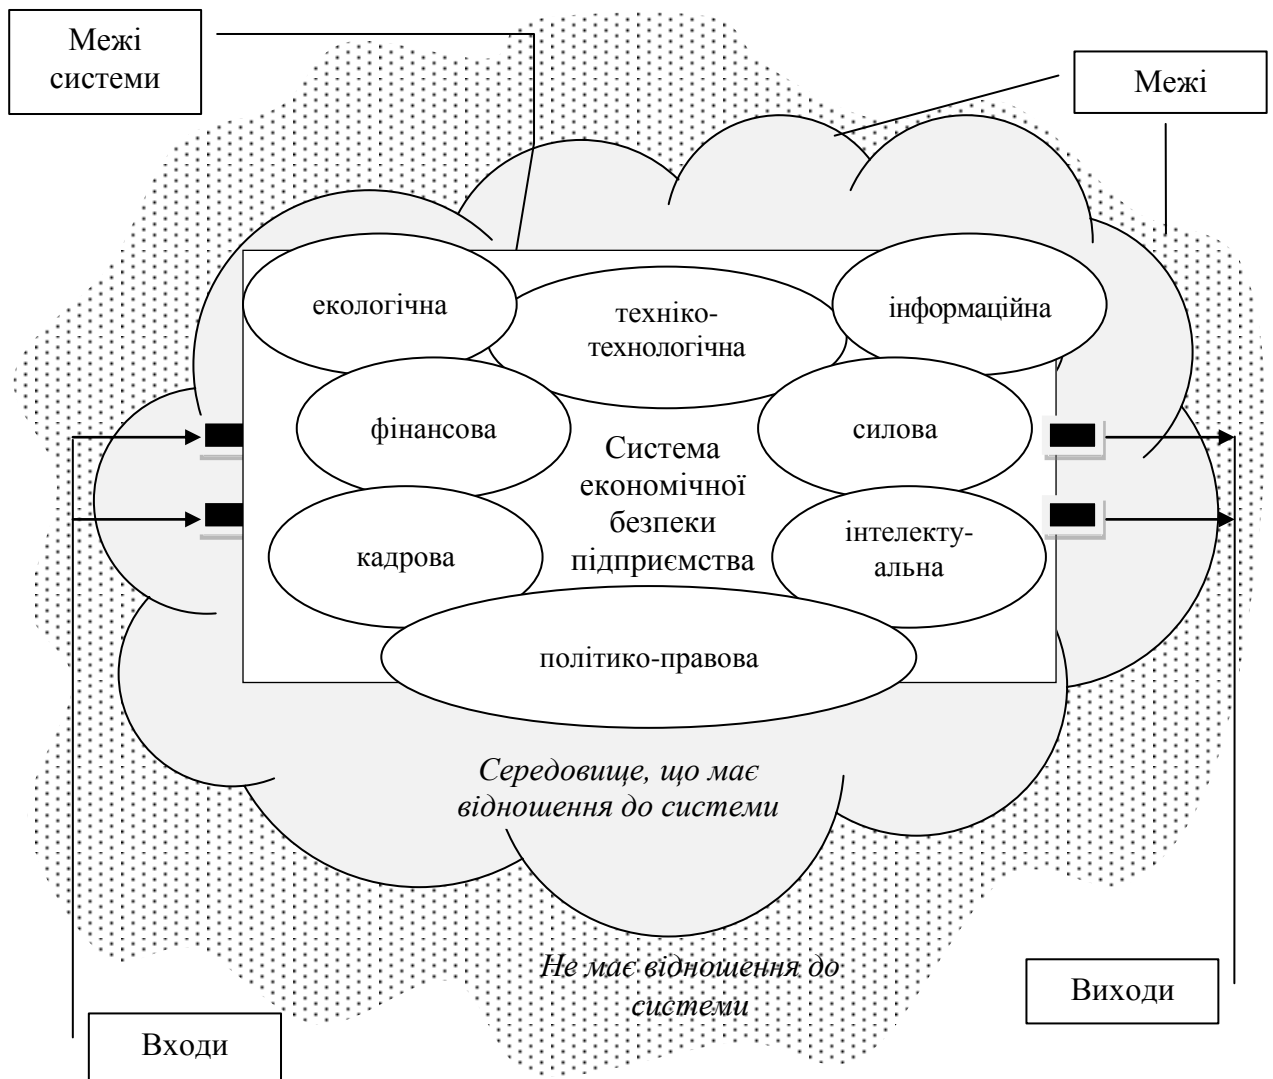 Межі
системи
Межі
екологічна
техніко-
технологічна
інформаційна
фінансова
силова
Система
економічної
безпеки
підприємства
кадрова
інтелекту-
альна
політико-правова
Середовище, що має
відношення до системи
Не має відношення до
системи
Виходи
Входи